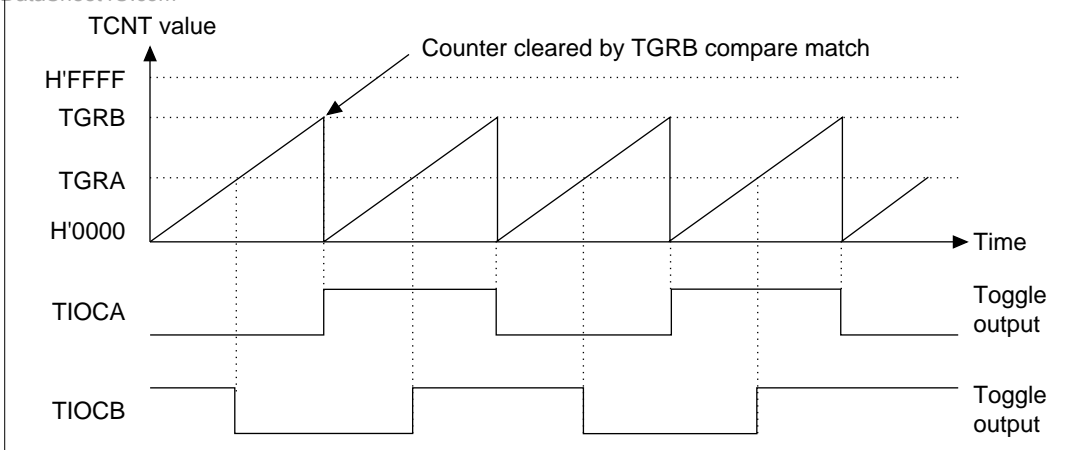 TCNT value
Counter cleared by TGRB compare match
H'FFFF
TGRB
TGRA
H'0000
Time
TIOCA
Toggle
output
TIOCB
Toggle
output